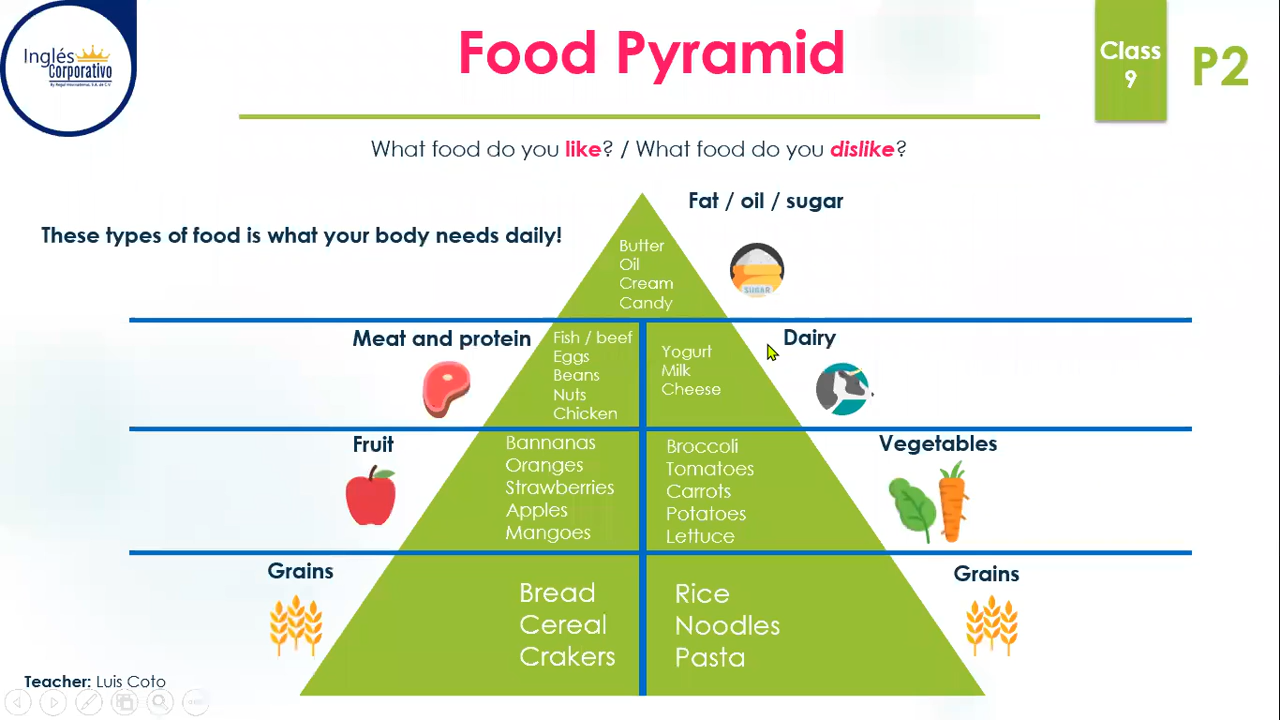 Inglés
Corporativo
Food Pyramid
Class
9
P2
What food do you like? / What food do you dislike?
Fat / oil / sugar
These types of food is what your body needs daily!
Butter
Oil
Cream
Candy
SUGAR
Meat and protein
Fish / beef
Eggs
Beans
Nuts
Chicken
Yogurt
Milk
Cheese
Dairy
Fruit
Bannanas
Oranges
Strawberries
Apples
Mangoes
Broccoli
Tomatoes
Carrots
Potatoes
Lettuce
Vegetables
Grains
Bread
Cereal
Crakers
Rice
Noodles
Pasta
Grains
Teacher: Luis Coto